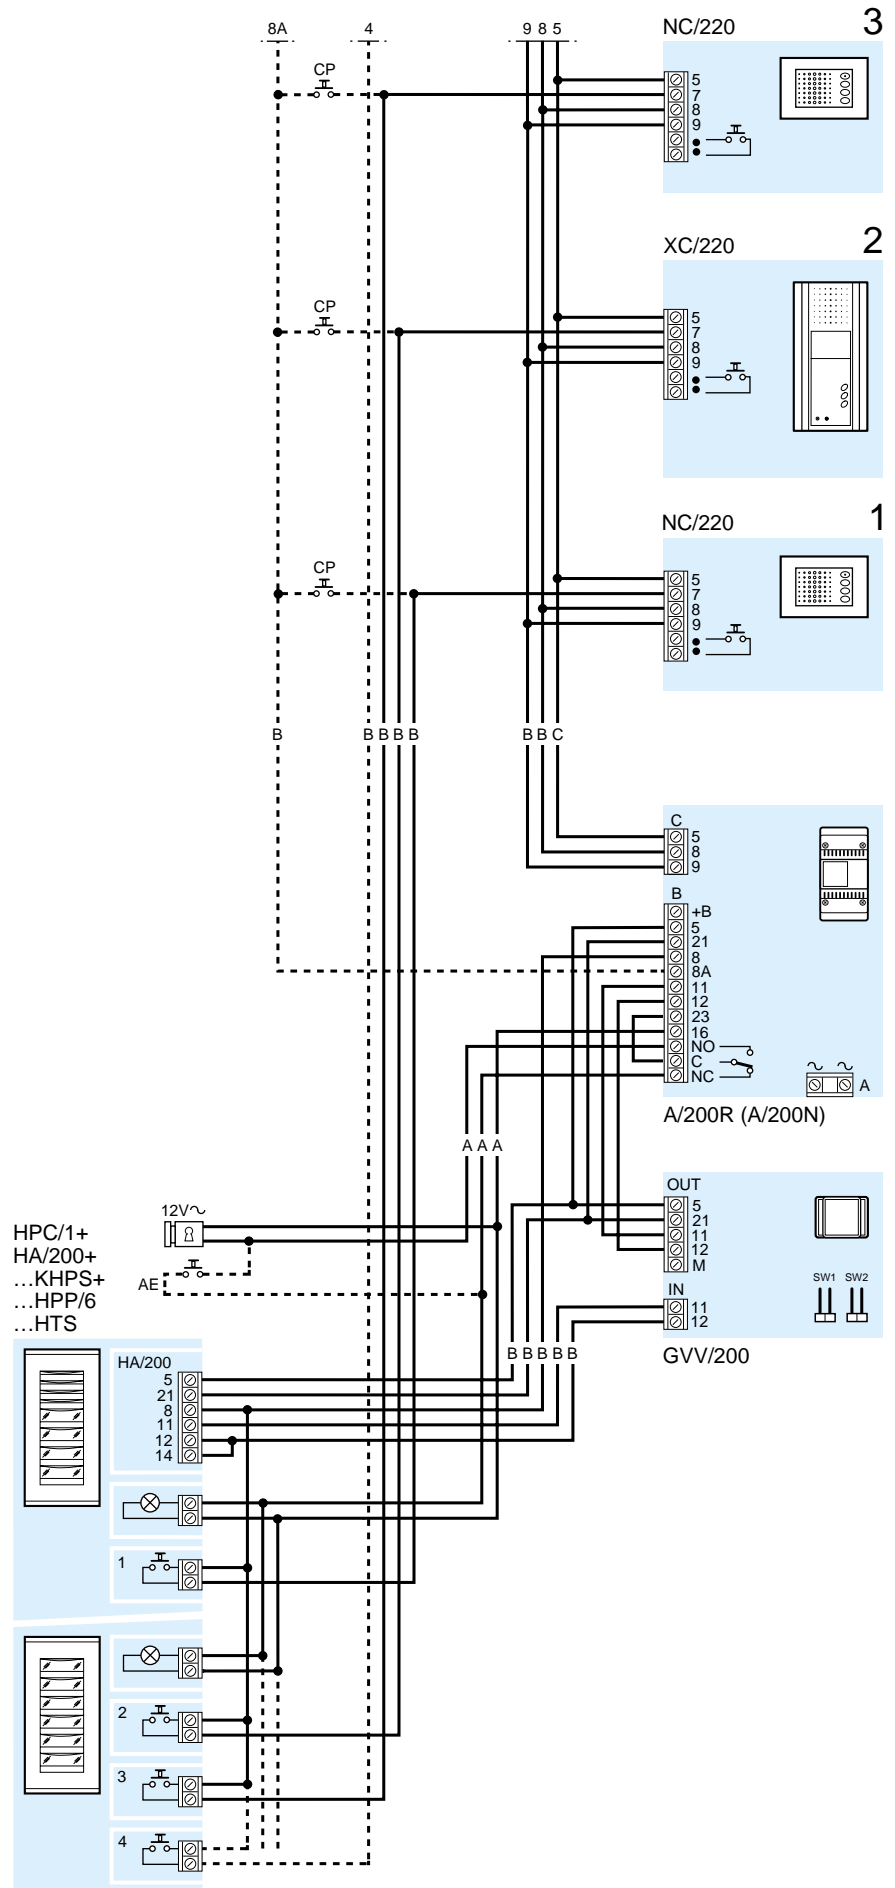 8A 4 9 8 5
NC/220 3
CP
5
7
8
9
XC/220 2
CP
5
7
8
9
NC/220 1
CP
5
7
8
9
B B B B B B B C
C
5
8
9
B
+B
5
21
8
8A
11
12
23
16
NO
C
NC
A
A/200R (A/200N)
A A A
OUT
5
21
11
12
M
SW1 SW2
IN
11
12
GVV/200
12V~
AE
HPC/1+
HA/200+
...KHPS+
...HPP/6
...HTS
B B B B B
HA/200
5
21
8
11
12
14
1
2
3
4